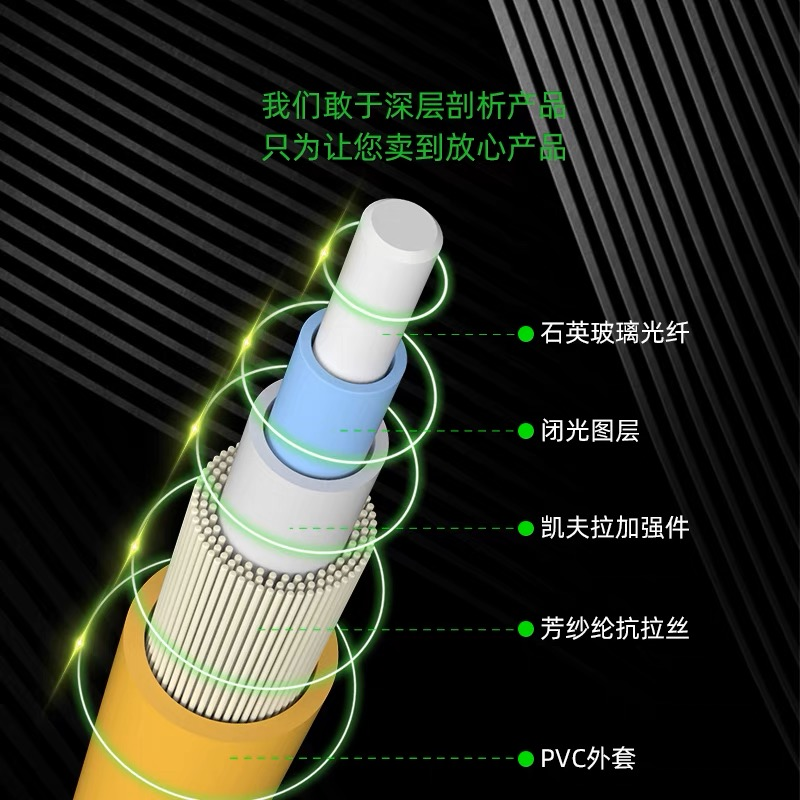 我们敢于深层剖析产品
只为让您卖到放心产品
石英玻璃光纤
闭光图层
凯夫拉加强件
芳纱纶抗拉丝
PVC外套